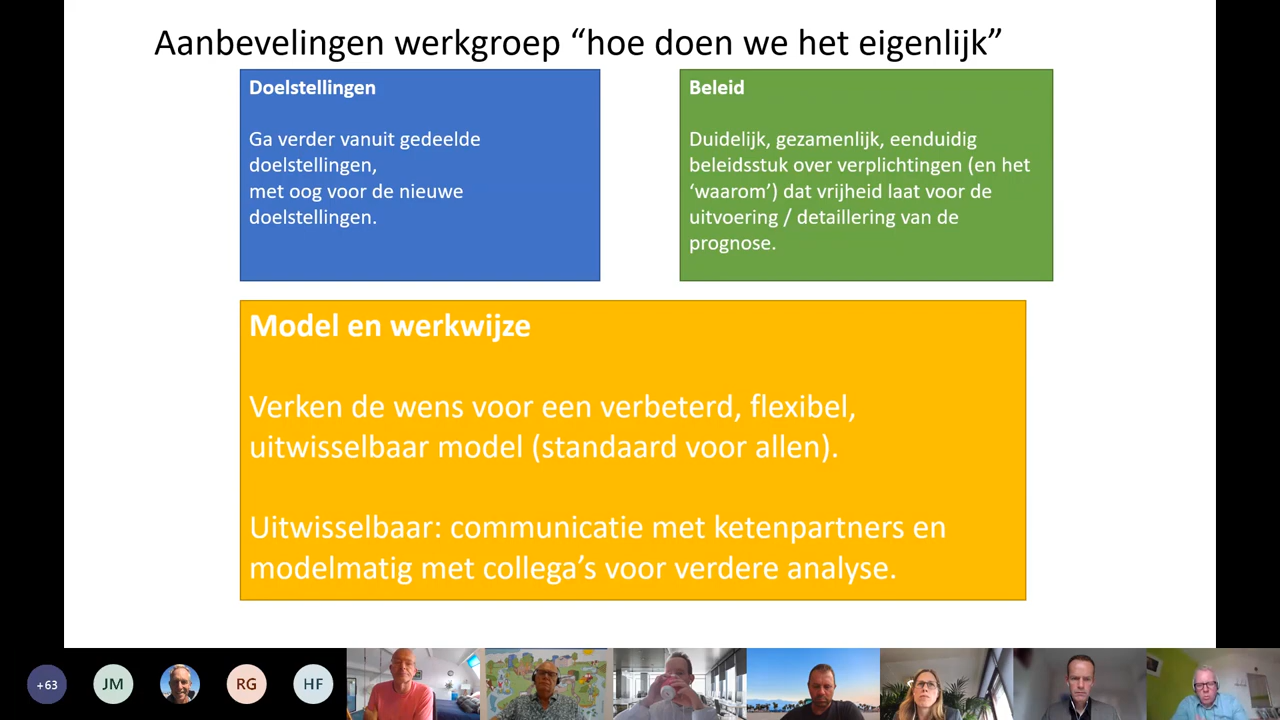 Aanbevelingen werkgroep “hoe doen we het eigenlijk”
Doelstellingen
Ga verder vanuit gedeelde
doelstellingen,
met oog voor de nieuwe
doelstellingen.
Beleid
Duidelijk, gezamenlijk, eenduidig
beleidsstuk over verplichtingen (en het
‘waarom’) dat vrijheid laat voor de
uitvoering / detaillering van de
prognose.
Model en werkwijze
Verken de wens voor een verbeterd, flexibel,
uitwisselbaar model (standaard voor allen).
Uitwisselbaar: communicatie met ketenpartners en
modelmatig met collega’s voor verdere analyse.
+63
JM
RG
HF